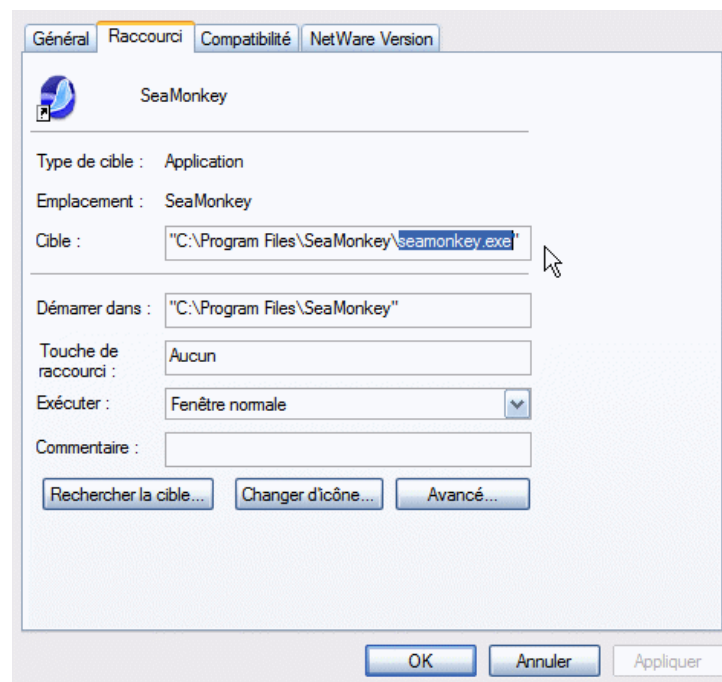 Général Raccourci Compatibilité NetWare Version
SeaMonkey
Type de cible : Application
Emplacement : SeaMonkey
Cible : "C:\Program Files\SeaMonkey\seamonkey.exe"
Démarrer dans : "C:\Program Files\SeaMonkey"
Touche de
raccourci : Aucun
Exécuter : Fenêtre normale
Commentaire :
Rechercher la cible... Changer d'icône... Avancé...
OK Annuler Appliquer